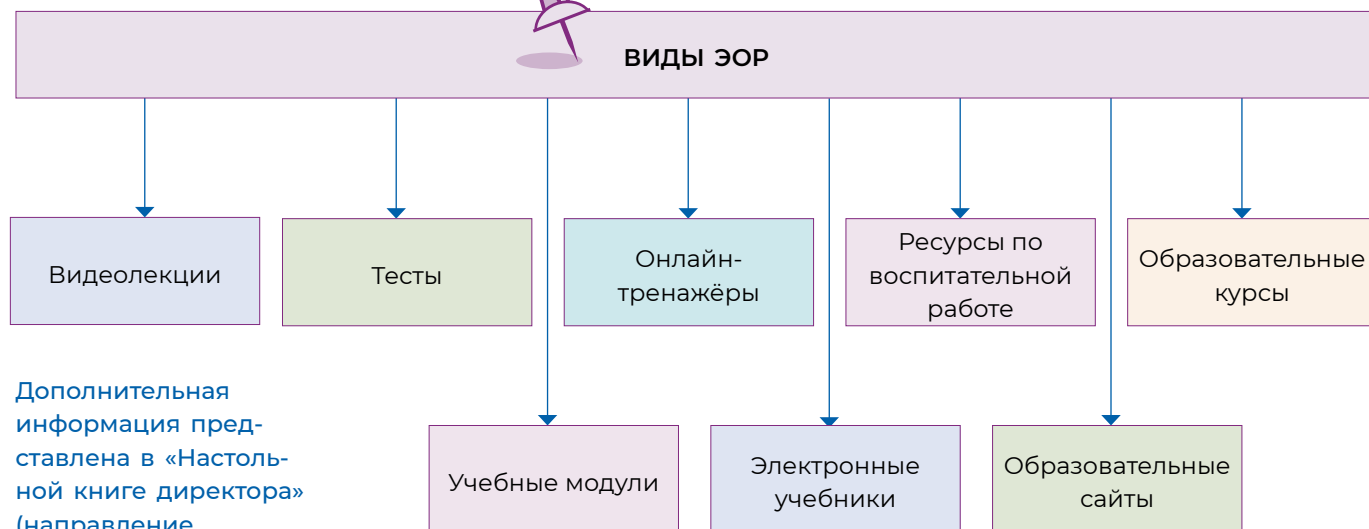 ВИДЫ ЭОР
Видеолекции
Тесты
Онлайн-
тренажёры
Ресурсы по
воспитательной
работе
Образовательные
курсы
Дополнительная
информация пред-
ставлена в «Настоль-
ной книге директора»
(направление
Учебные модули
Электронные
учебники
Образовательные
сайты